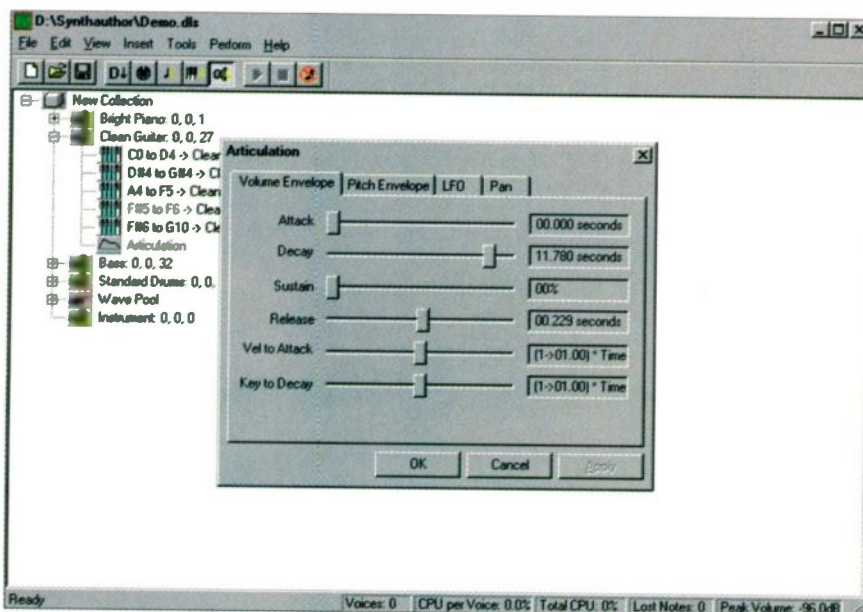 D:\Synthauthor\Demo.dls
File Edit View Insert Tools Perform Help
D↓
New Collection
Bright Piano: 0, 0, 1
Clean Guitar: 0, 0, 27
C0 to D4 -> Clean
D#4 to G#4 -> Cl
A4 to F5 -> Clean
F#5 to F6 -> Clea
F#6 to G10 -> Cle
Articulation
Bass: 0, 0, 32
Standard Drums: 0, 0,
Wave Pool
Instrument: 0, 0, 0
Articulation
Volume Envelope Pitch Envelope LFO Pan
Attack 00.000 seconds
Decay 11.780 seconds
Sustain 00%
Release 00.229 seconds
Vel to Attack (1->01.00) * Time
Key to Decay (1->01.00) * Time
OK Cancel Apply
Ready Voices: 0 CPU per Voice: 0.0% Total CPU: 0% Lost Notes: 0 Peak Volume: -96.0dB